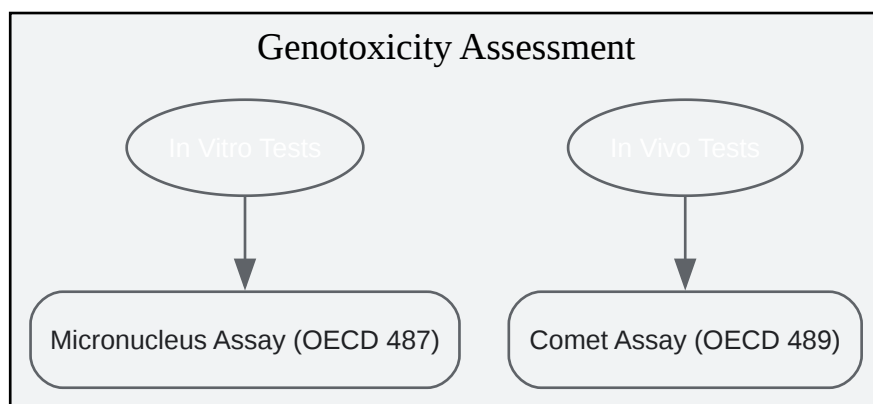 Genotoxicity Assessment
In Vitro Tests
In Vivo Tests
Micronucleus Assay (OECD 487)
Comet Assay (OECD 489)